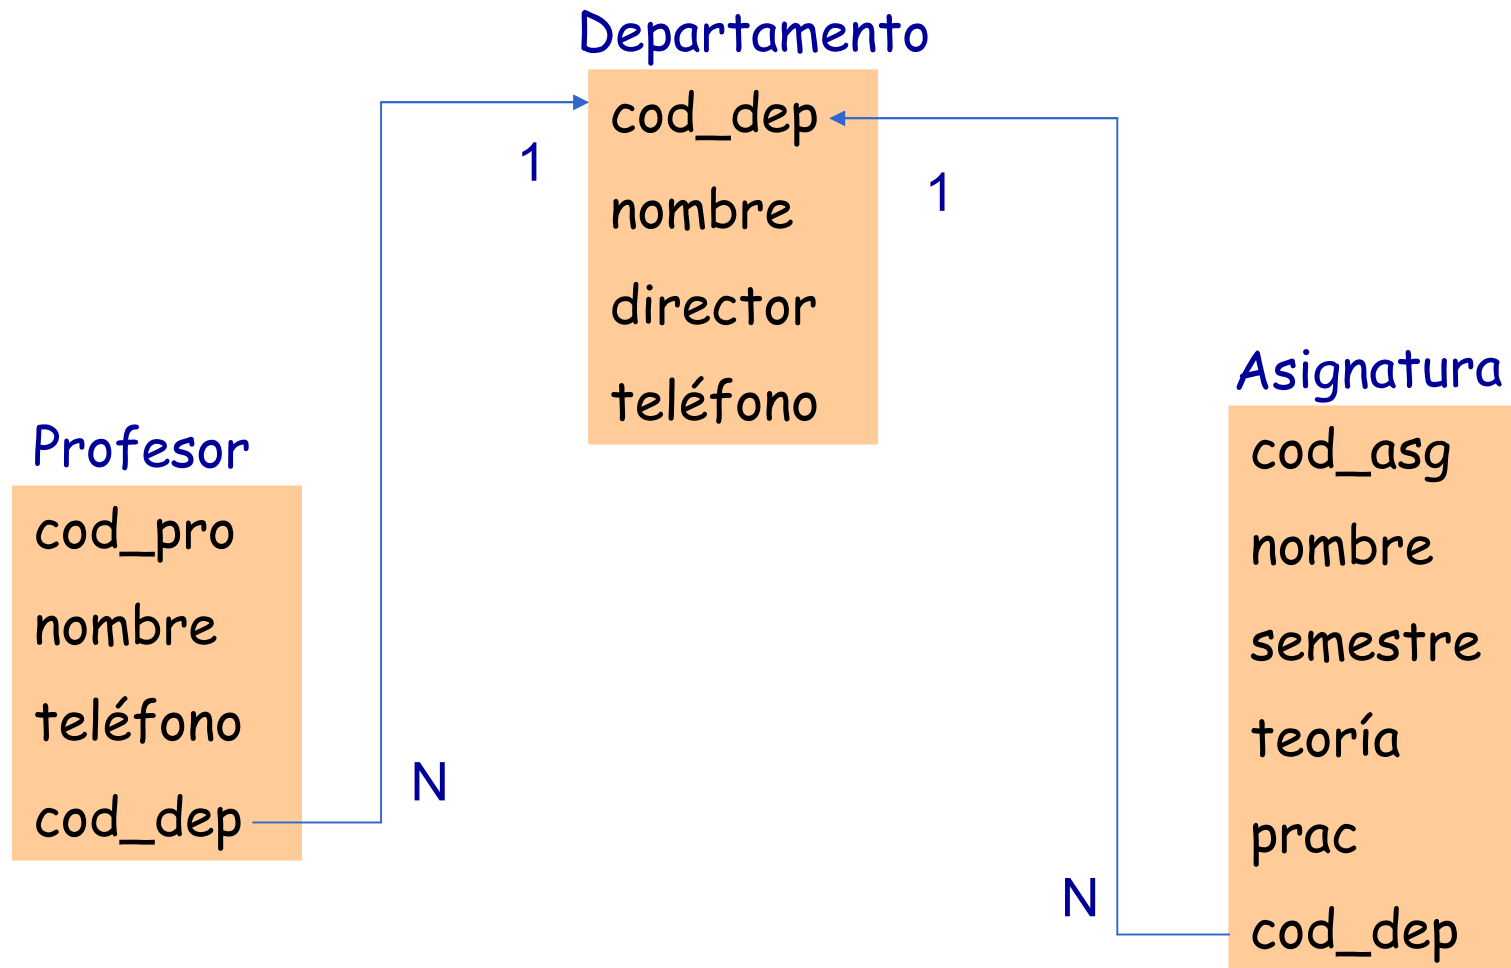 Departamento
cod_dep
nombre
director
teléfono
1
1
Profesor
cod_pro
nombre
teléfono
cod_dep
N
Asignatura
cod_asg
nombre
semestre
teoría
prac
cod_dep
N